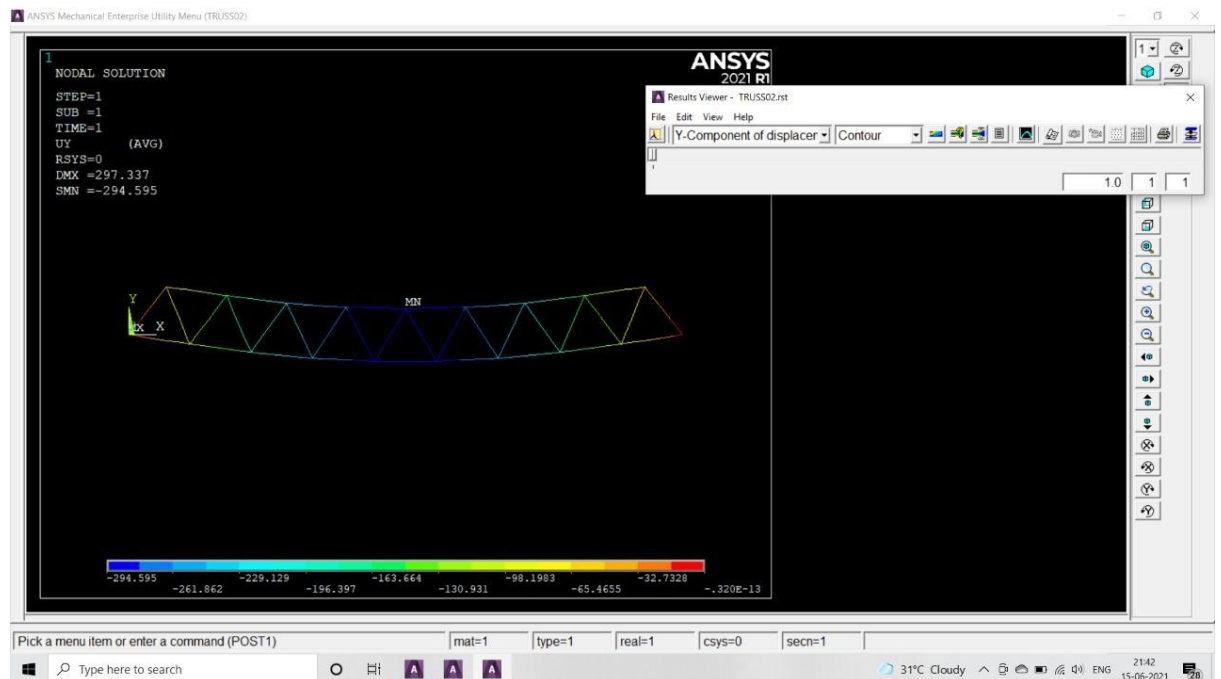 ANSYS Mechanical Enterprise Utility Menu (TRUSS02)
1
NODAL SOLUTION
STEP=1
SUB =1
TIME=1
UY (AVG)
RSYS=0
DMX =297.337
SMN =-294.595
ANSYS
2021 R1
Results Viewer - TRUSS02.rst
File Edit View Help
Y-Component of displacer Contour
1.0 1 1
1
Y
MN
X
-294.595 -229.129 -163.664 -98.1983 -32.7328
-261.862 -196.397 -130.931 -65.4655 -.320E-13
Pick a menu item or enter a command (POST1) mat=1 type=1 real=1 csys=0 secn=1
Type here to search 31°C Cloudy ENG 21:42
15-06-2021 28